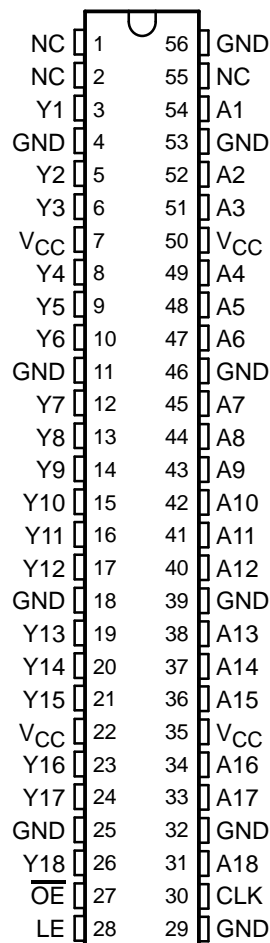 NC 1 56 GND
NC 2 55 NC
Y1 3 54 A1
GND 4 53 GND
Y2 5 52 A2
Y3 6 51 A3
VCC 7 50 VCC
Y4 8 49 A4
Y5 9 48 A5
Y6 10 47 A6
GND 11 46 GND
Y7 12 45 A7
Y8 13 44 A8
Y9 14 43 A9
Y10 15 42 A10
Y11 16 41 A11
Y12 17 40 A12
GND 18 39 GND
Y13 19 38 A13
Y14 20 37 A14
Y15 21 36 A15
VCC 22 35 VCC
Y16 23 34 A16
Y17 24 33 A17
GND 25 32 GND
Y18 26 31 A18
O̅E̅ 27 30 CLK
LE 28 29 GND